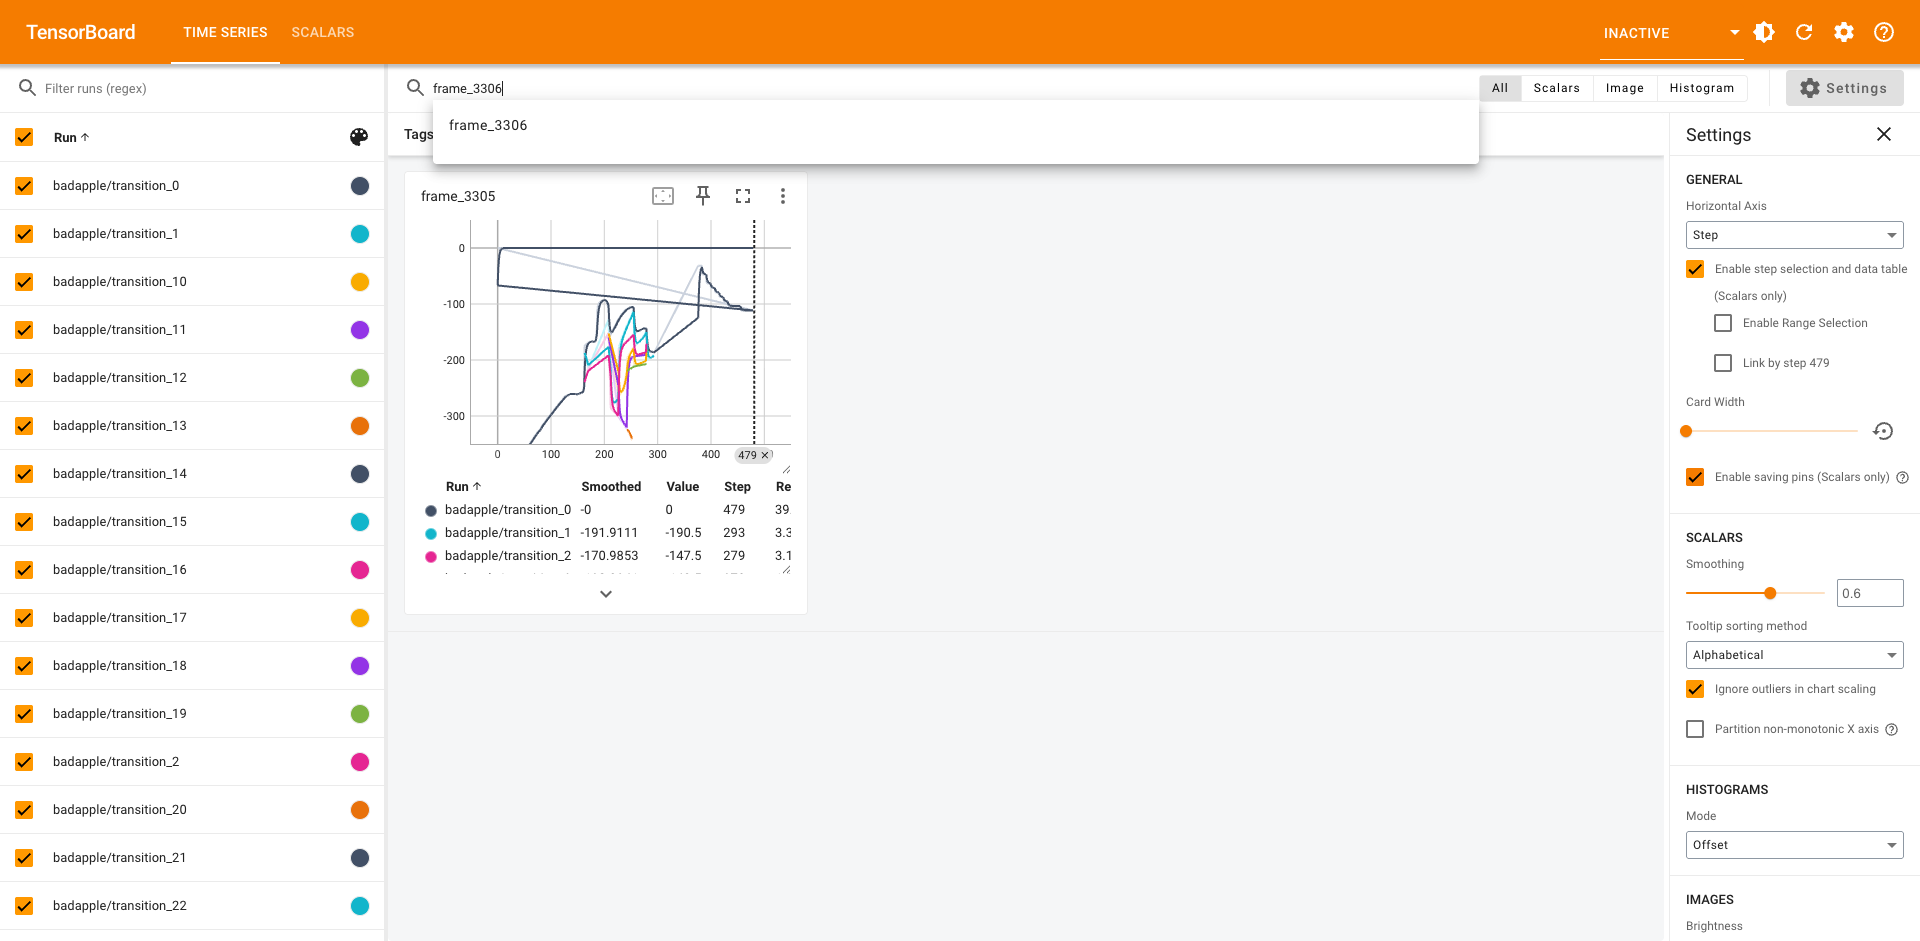 TensorBoard
TIME SERIES
SCALARS
INACTIVE
Filter runs (regex)
frame_3306
All
Scalars
Image
Histogram
Settings
frame_3306
Tags
Run
badapple/transition_0
badapple/transition_1
badapple/transition_10
badapple/transition_11
badapple/transition_12
badapple/transition_13
badapple/transition_14
badapple/transition_15
badapple/transition_16
badapple/transition_17
badapple/transition_18
badapple/transition_19
badapple/transition_2
badapple/transition_20
badapple/transition_21
badapple/transition_22
frame_3305
0
-100
-200
-300
0 100 200 300 400 479
Run Smoothed Value Step Re
badapple/transition_0 -0 0 479 39.
badapple/transition_1 -191.9111 -190.5 293 3.3
badapple/transition_2 -170.9853 -147.5 279 3.1
Settings
GENERAL
Horizontal Axis
Step
Enable step selection and data table
(Scalars only)
Enable Range Selection
Link by step 479
Card Width
Enable saving pins (Scalars only)
SCALARS
Smoothing
0.6
Tooltip sorting method
Alphabetical
Ignore outliers in chart scaling
Partition non-monotonic X axis
HISTOGRAMS
Mode
Offset
IMAGES
Brightness